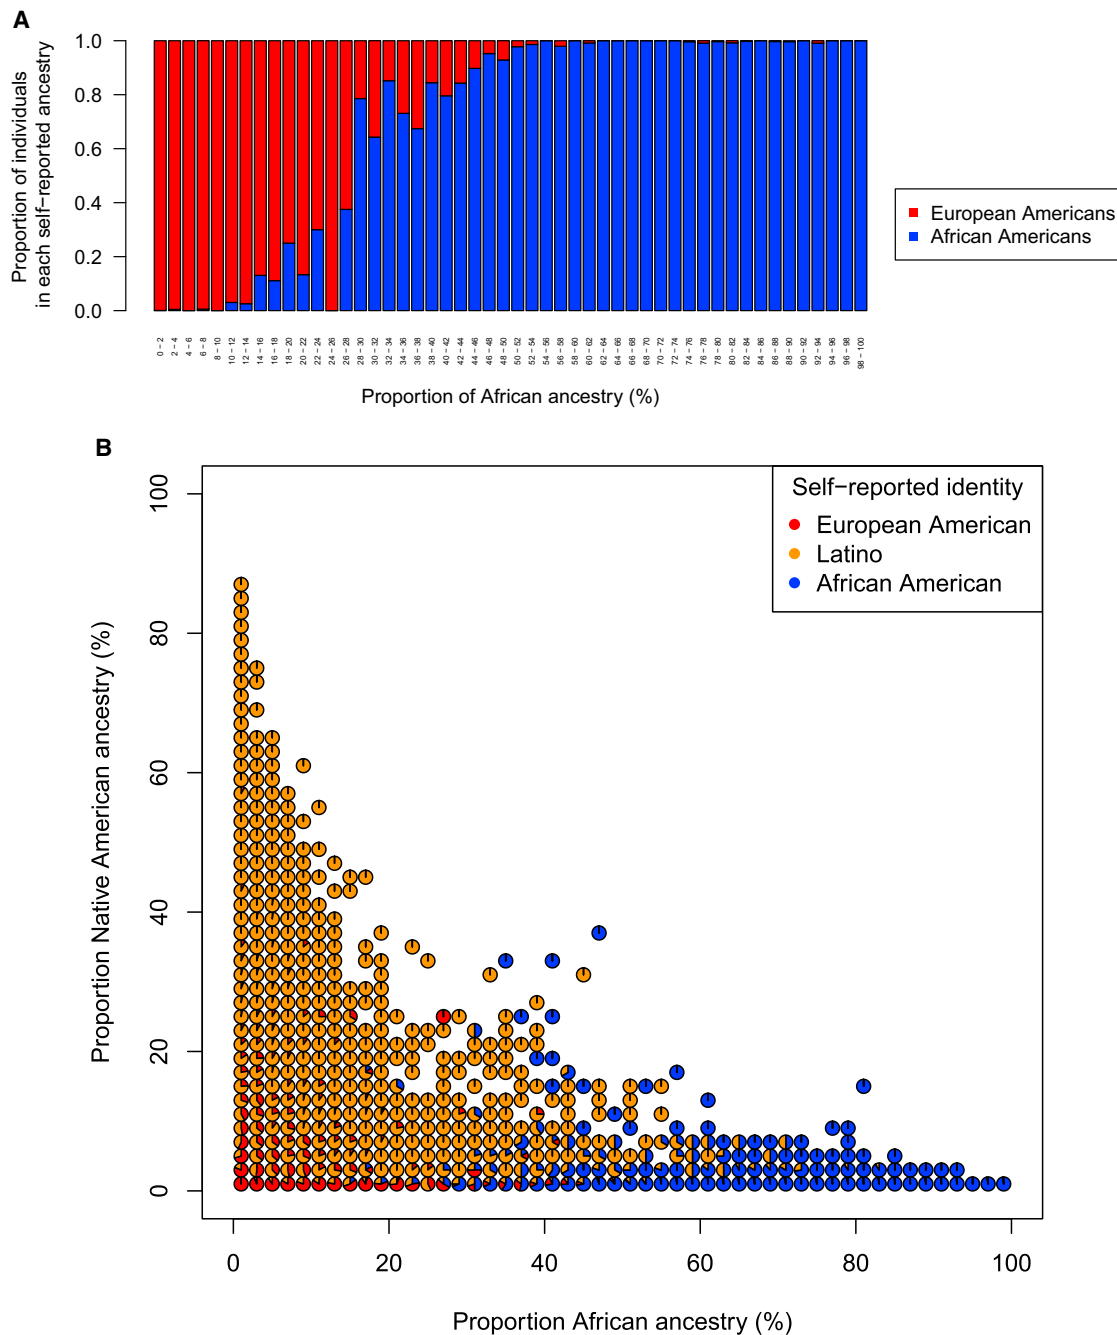 A
Proportion of individuals
in each self−reported ancestry
1.0
0.8
0.6
0.4
0.2
0.0
0 − 2
2 − 4
4 − 6
6 − 8
8 − 10
10 − 12
12 − 14
14 − 16
16 − 18
18 − 20
20 − 22
22 − 24
24 − 26
26 − 28
28 − 30
30 − 32
32 − 34
34 − 36
36 − 38
38 − 40
40 − 42
42 − 44
44 − 46
46 − 48
48 − 50
50 − 52
52 − 54
54 − 56
56 − 58
58 − 60
60 − 62
62 − 64
64 − 66
66 − 68
68 − 70
70 − 72
72 − 74
74 − 76
76 − 78
78 − 80
80 − 82
82 − 84
84 − 86
86 − 88
88 − 90
90 − 92
92 − 94
94 − 96
96 − 98
98 − 100
Proportion of African ancestry (%)
European Americans
African Americans
B
Proportion Native American ancestry (%)
100
80
60
40
20
0
Self−reported identity
European American
Latino
African American
0
20
40
60
80
100
Proportion African ancestry (%)